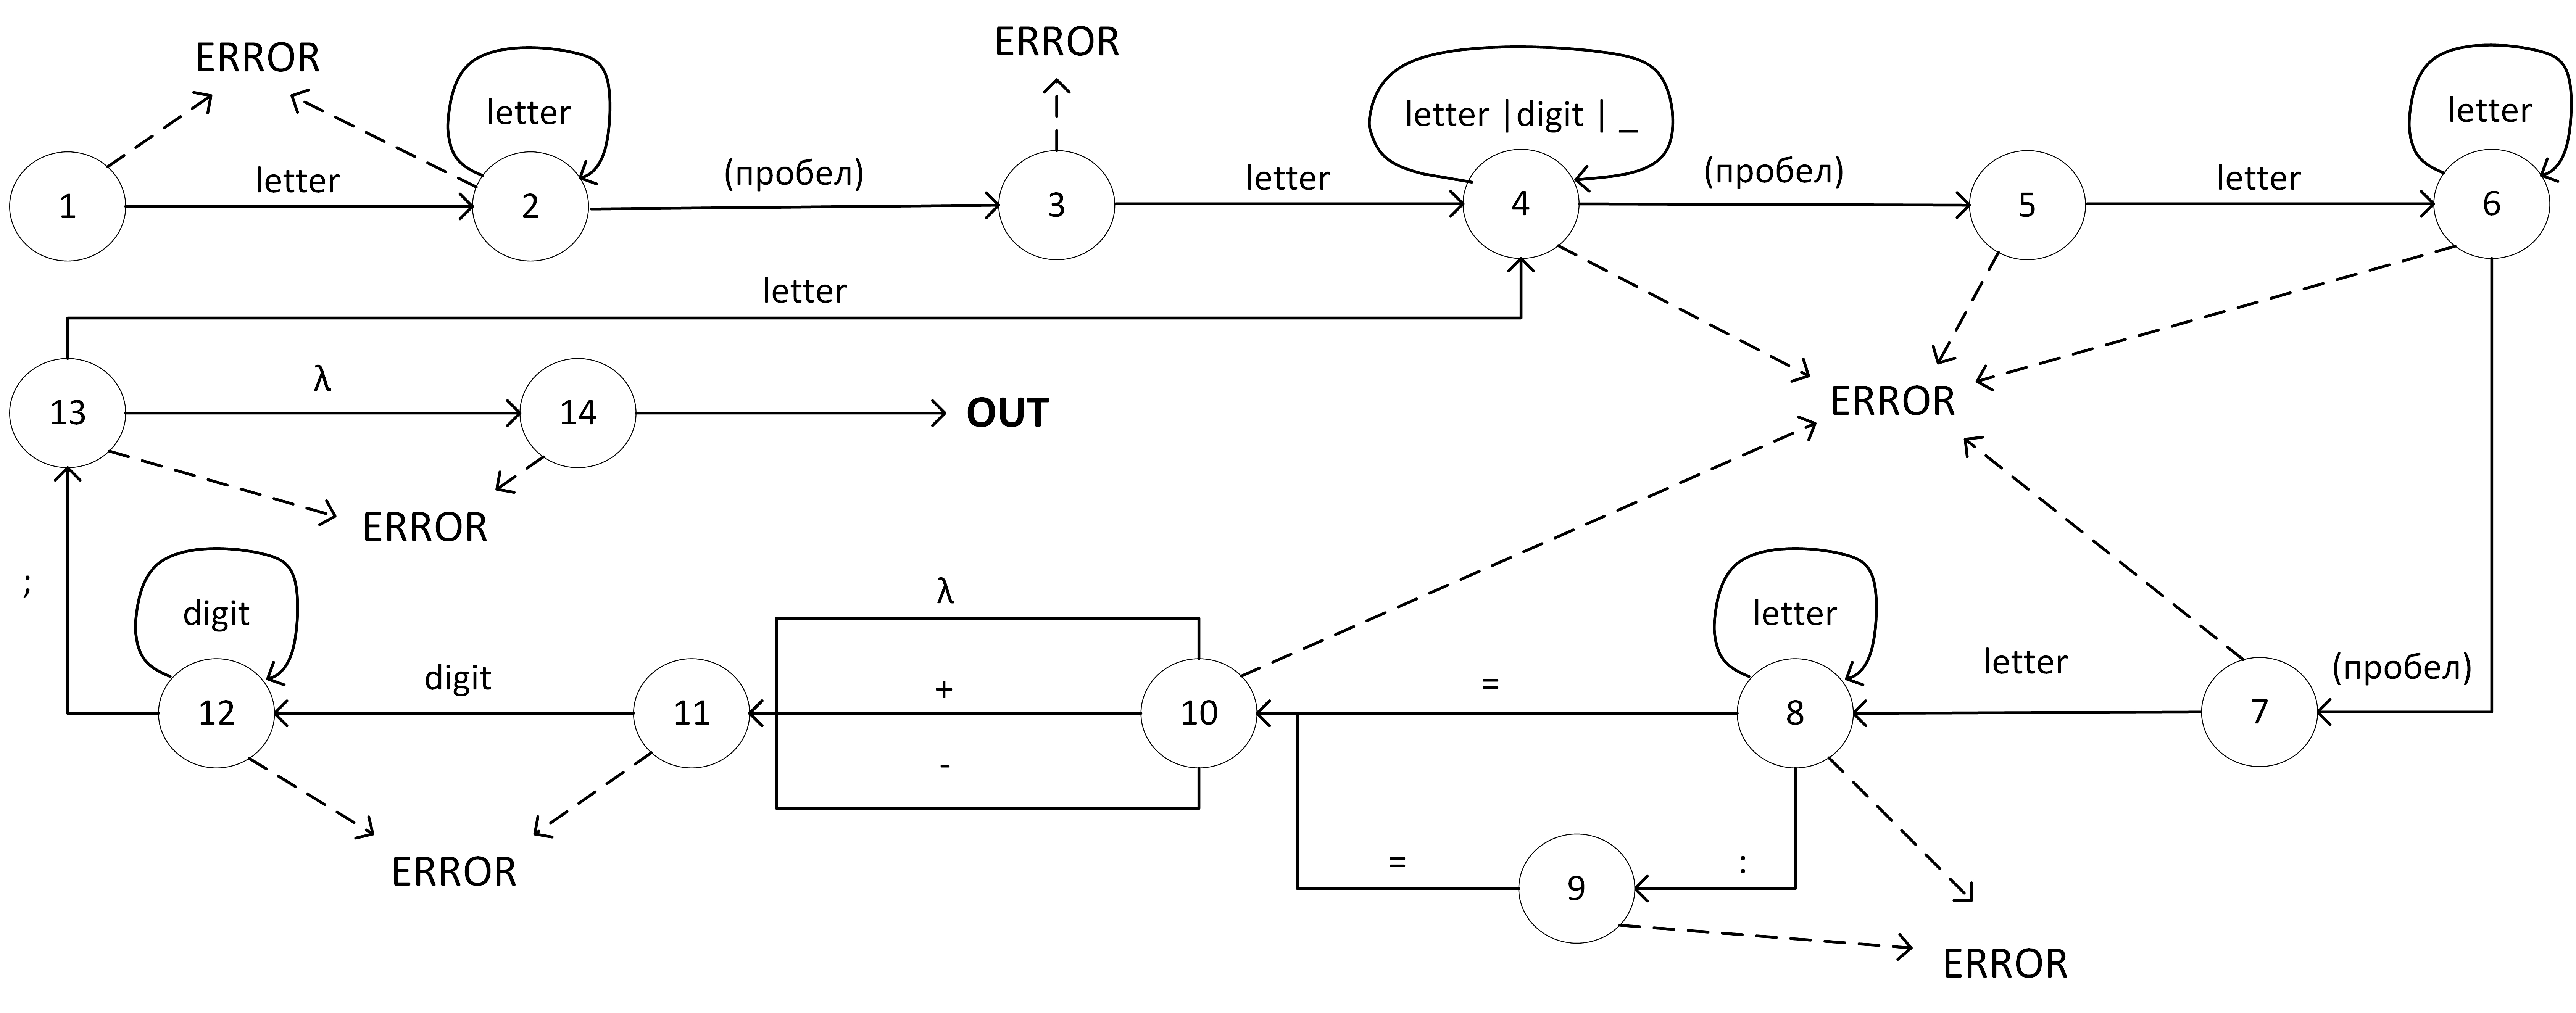 ERROR
ERROR
letter
letter |digit | _
letter
1
letter
2
(пробел)
3
letter
4
(пробел)
5
letter
6
letter
13
λ
14
OUT
ERROR
ERROR
;
digit
12
digit
11
λ
+
-
10
=
letter
8
letter
7
(пробел)
=
9
:
ERROR
ERROR